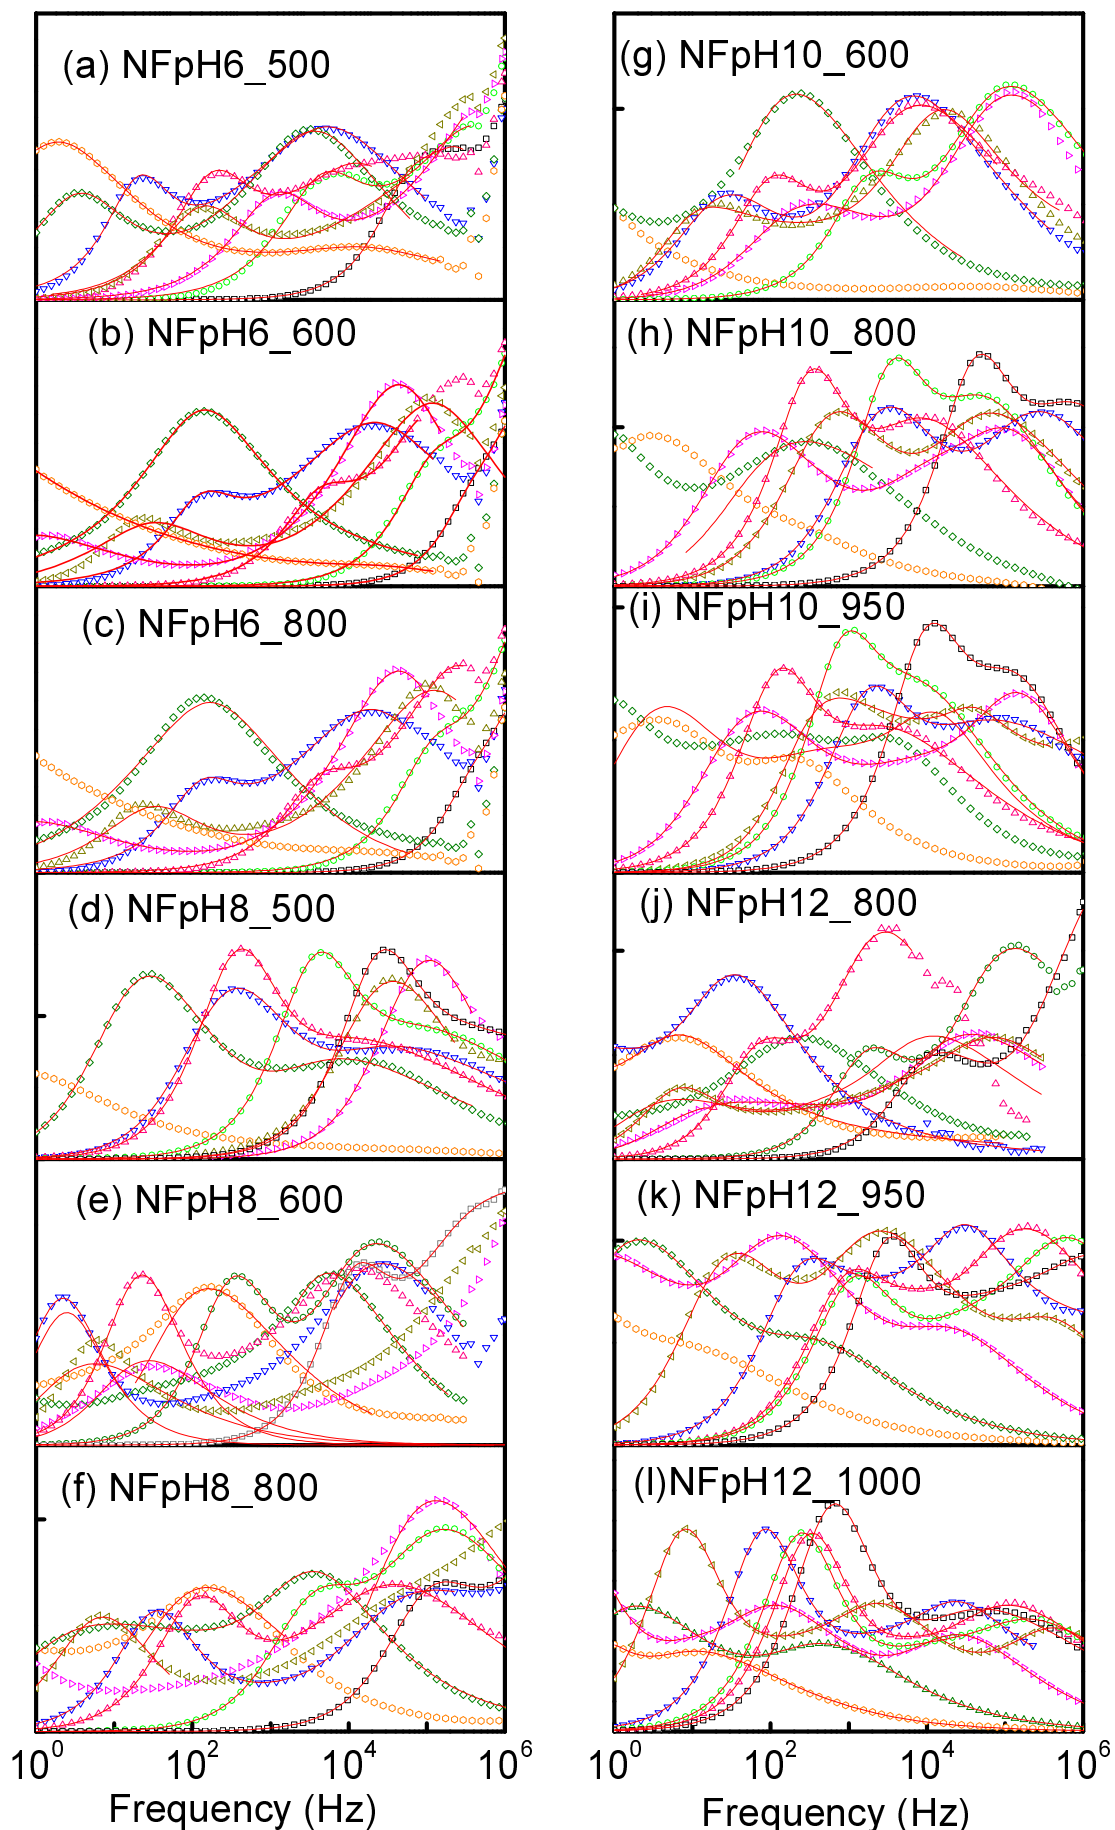 (a) NFpH6_500
(b) NFpH6_600
(c) NFpH6_800
(d) NFpH8_500
(e) NFpH8_600
(f) NFpH8_800
10^0 10^2 10^4 10^6
Frequency (Hz)
(g) NFpH10_600
(h) NFpH10_800
(i) NFpH10_950
(j) NFpH12_800
(k) NFpH12_950
(l)NFpH12_1000
10^0 10^2 10^4 10^6
Frequency (Hz)